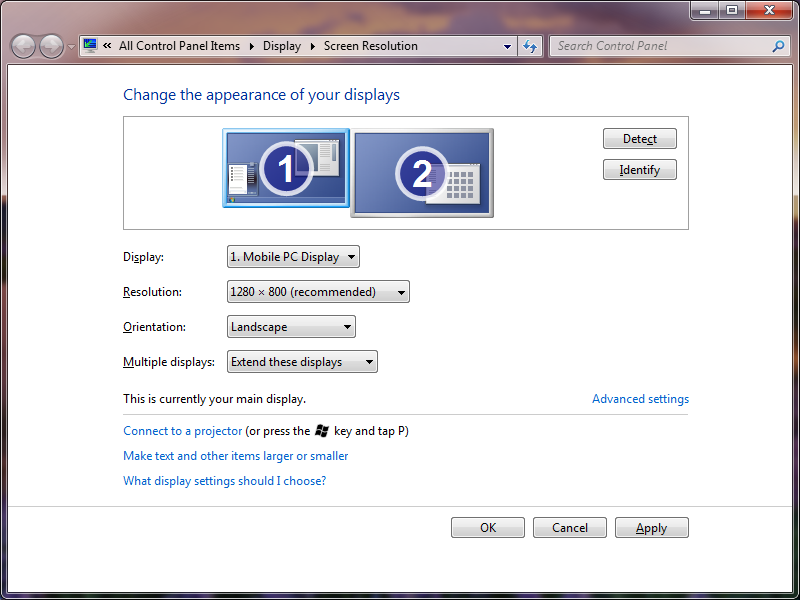 « All Control Panel Items Display Screen Resolution Search Control Panel
Change the appearance of your displays
1 2
Detect
Identify
Display: 1. Mobile PC Display
Resolution: 1280 × 800 (recommended)
Orientation: Landscape
Multiple displays: Extend these displays
This is currently your main display. Advanced settings
Connect to a projector (or press the key and tap P)
Make text and other items larger or smaller
What display settings should I choose?
OK Cancel Apply